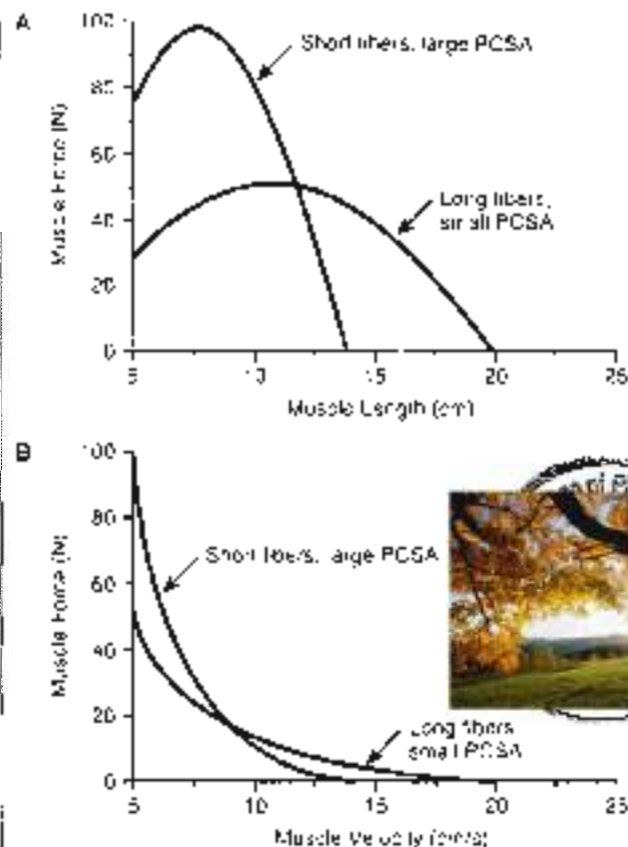 A
100
80
60
40
20
0
Muscle Force (N)
Short fibers, large PCSA
Long fibers,
small PCSA
5 10 15 20 25
Muscle Length (cm)
B
100
80
60
40
20
0
Muscle Force (N)
Short fibers, large PCSA
Long fibers
small PCSA
5 10 15 20 25
Muscle Velocity (cm/s)